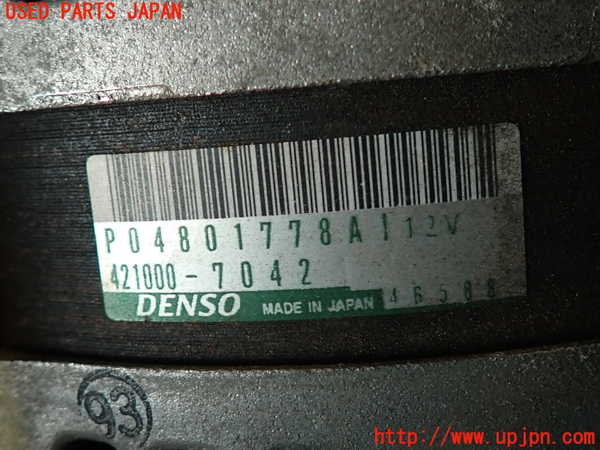 USED PARTS JAPAN
P04801778AI 12V
421000-7042
DENSO MADE IN JAPAN 46588
93
http://www.upjpn.com/